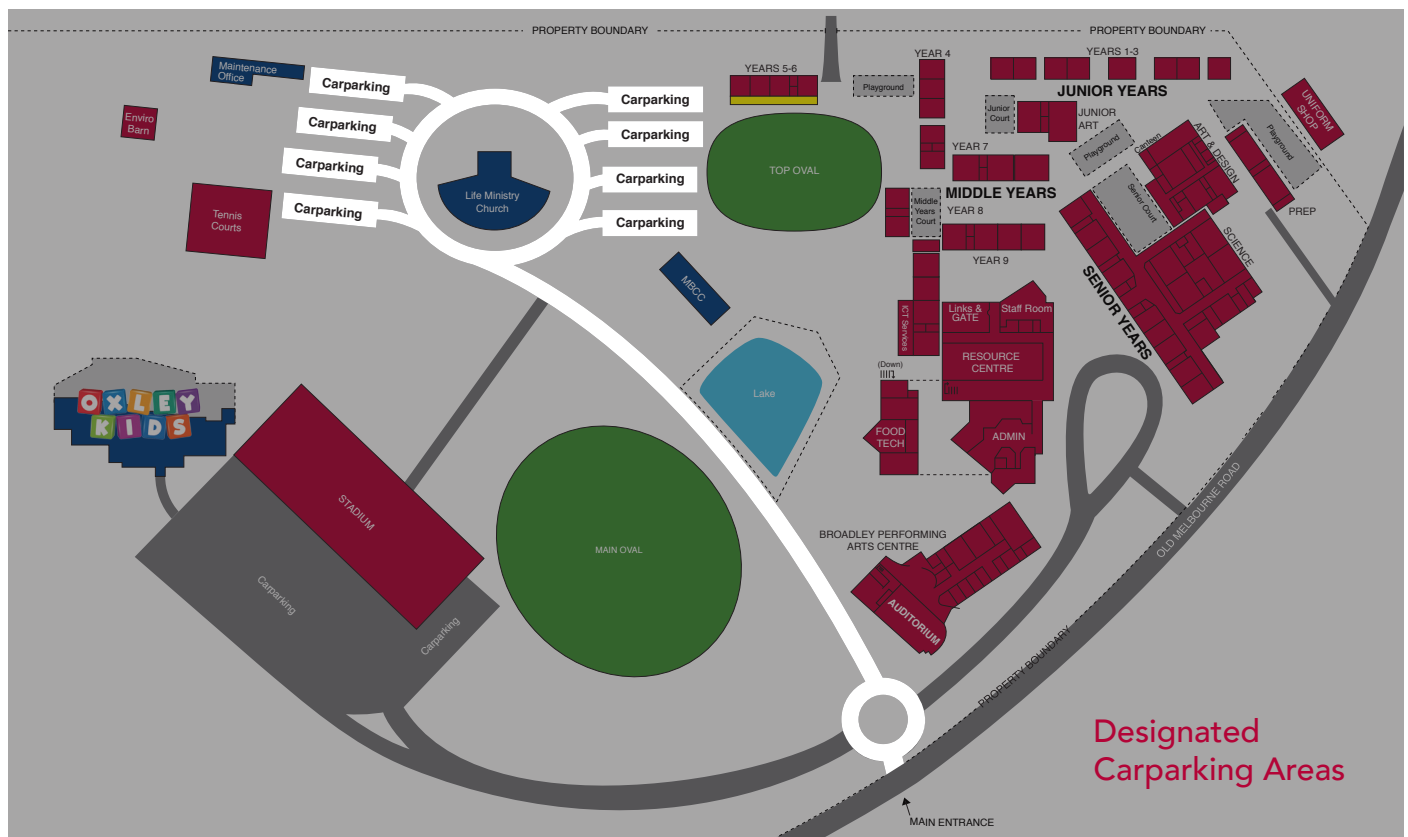 PROPERTY BOUNDARY
PROPERTY BOUNDARY
Maintenance
Office
Carparking
Carparking
Carparking
Carparking
Enviro
Barn
Tennis
Courts
Life Ministry
Church
Carparking
Carparking
Carparking
Carparking
YEARS 5-6
TOP OVAL
Playground
YEAR 4
YEARS 1-3
JUNIOR YEARS
Junior
Court
JUNIOR
ART
Playground
YEAR 7
MIDDLE YEARS
Middle
Years
Court
YEAR 8
YEAR 9
Canteen
ART & DESIGN
Senior Court
SCIENCE
SENIOR YEARS
UNIFORM
SHOP
Playground
PREP
MBCC
Lake
ICT Services
Links &
GATE
Staff Room
RESOURCE
CENTRE
(Down)
FOOD
TECH
ADMIN
OXLEY
KIDS
STADIUM
Carparking
Carparking
MAIN OVAL
BROADLEY PERFORMING
ARTS CENTRE
AUDITORIUM
OLD MELBOURNE ROAD
PROPERTY BOUNDARY
Designated
Carparking Areas
MAIN ENTRANCE